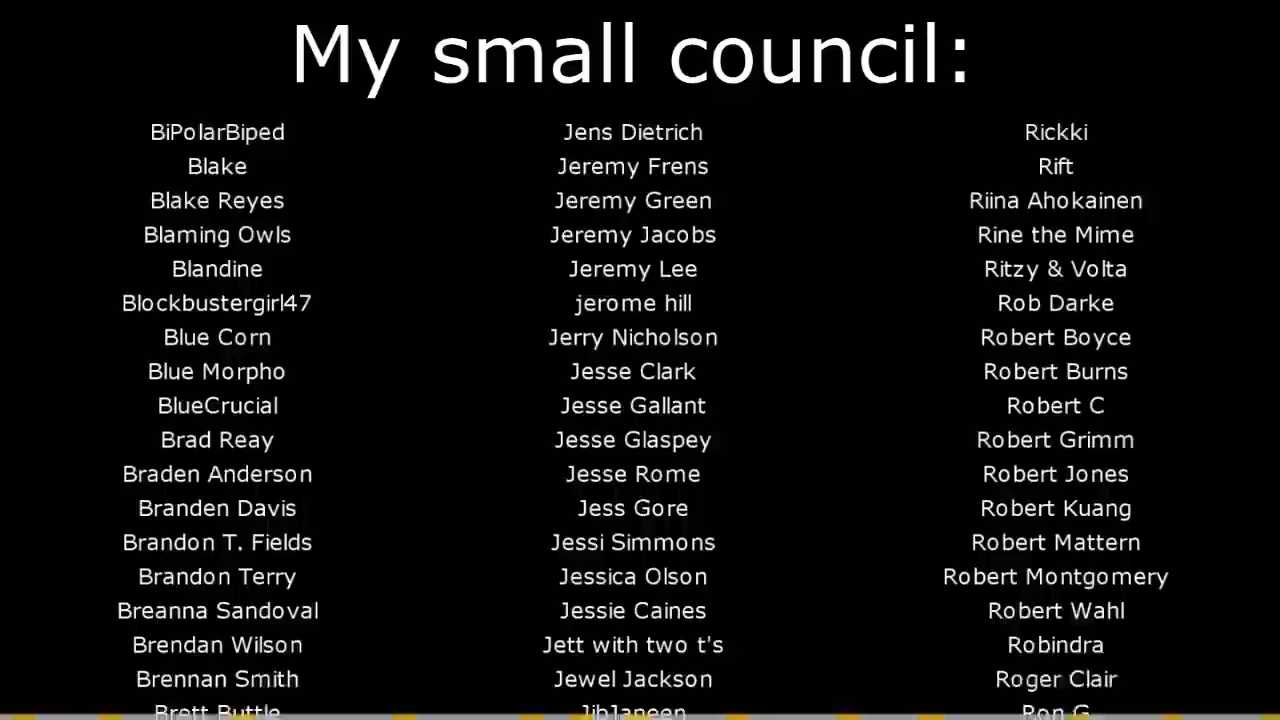 My small council:
BiPolarBiped
Blake
Blake Reyes
Blaming Owls
Blandine
Blockbustergirl47
Blue Corn
Blue Morpho
BlueCrucial
Brad Reay
Braden Anderson
Branden Davis
Brandon T. Fields
Brandon Terry
Breanna Sandoval
Brendan Wilson
Brennan Smith
Brett Buttle
Jens Dietrich
Jeremy Frens
Jeremy Green
Jeremy Jacobs
Jeremy Lee
jerome hill
Jerry Nicholson
Jesse Clark
Jesse Gallant
Jesse Glaspey
Jesse Rome
Jess Gore
Jessi Simmons
Jessica Olson
Jessie Caines
Jett with two t's
Jewel Jackson
JibJaneen
Rickki
Rift
Riina Ahokainen
Rine the Mime
Ritzy & Volta
Rob Darke
Robert Boyce
Robert Burns
Robert C
Robert Grimm
Robert Jones
Robert Kuang
Robert Mattern
Robert Montgomery
Robert Wahl
Robindra
Roger Clair
Ron G